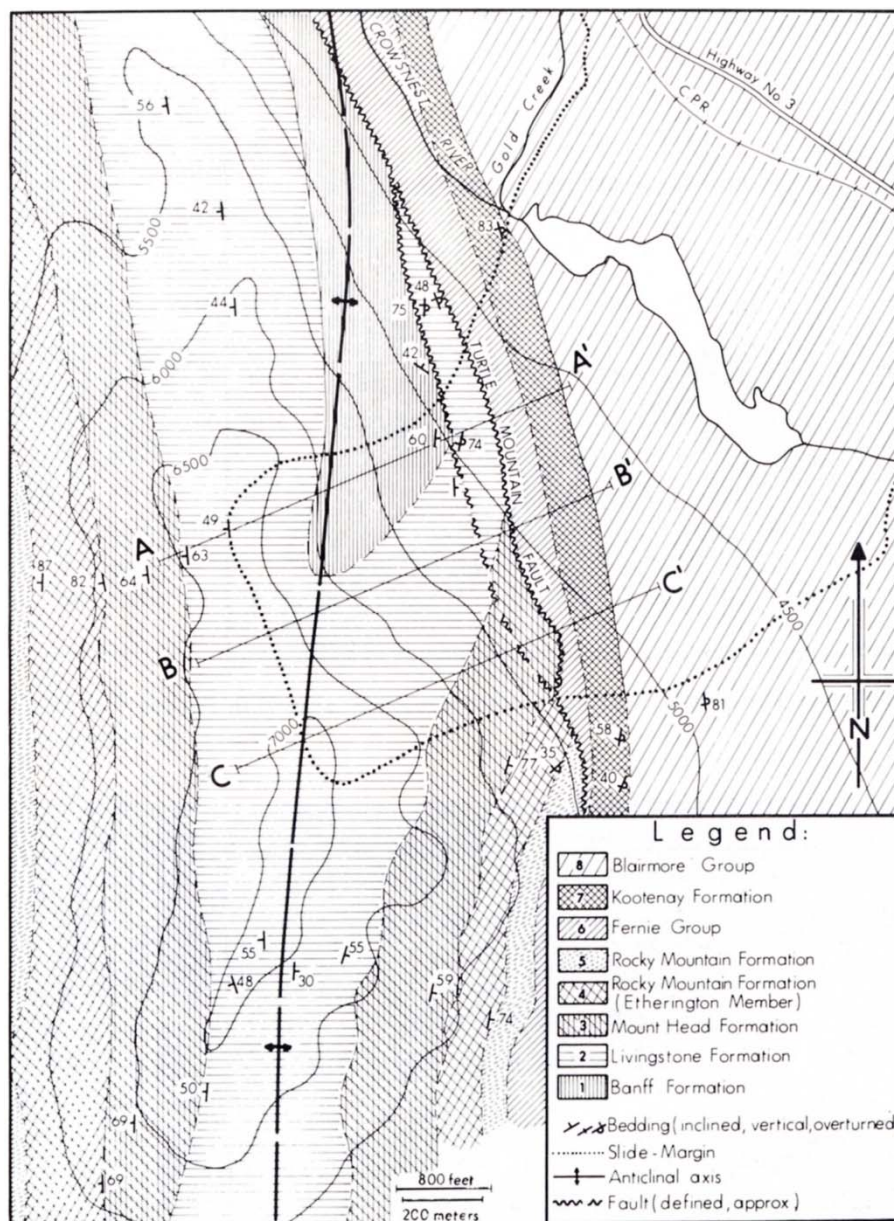 CROWSNEST
RIVER
Gold Creek
Highway No 3
CPR
56
42
5500
83
44
48
75
42
TURTLE
MOUNTAIN
FAULT
6000
A'
6500
60
74
B'
49
A
63
87
82
64
C'
4500
B
N
7000
5000
81
58
C
77
35
40
55
55
48
30
59
74
50
69
69
800 feet
200 meters
Legend:
8 Blairmore Group
7 Kootenay Formation
6 Fernie Group
5 Rocky Mountain Formation
4 Rocky Mountain Formation
(Etherington Member)
3 Mount Head Formation
2 Livingstone Formation
1 Banff Formation
Bedding (inclined, vertical, overturned
Slide - Margin
Anticlinal axis
Fault (defined, approx.)